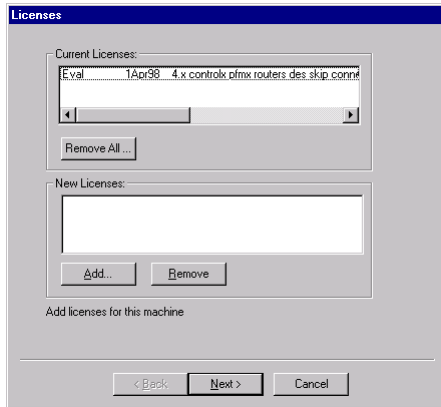 Licenses
Current Licenses:
Eval 1Apr98 4.x controlx pfmx routers des skip conne
Remove All ...
New Licenses:
Add... Remove
Add licenses for this machine
< Back Next > Cancel